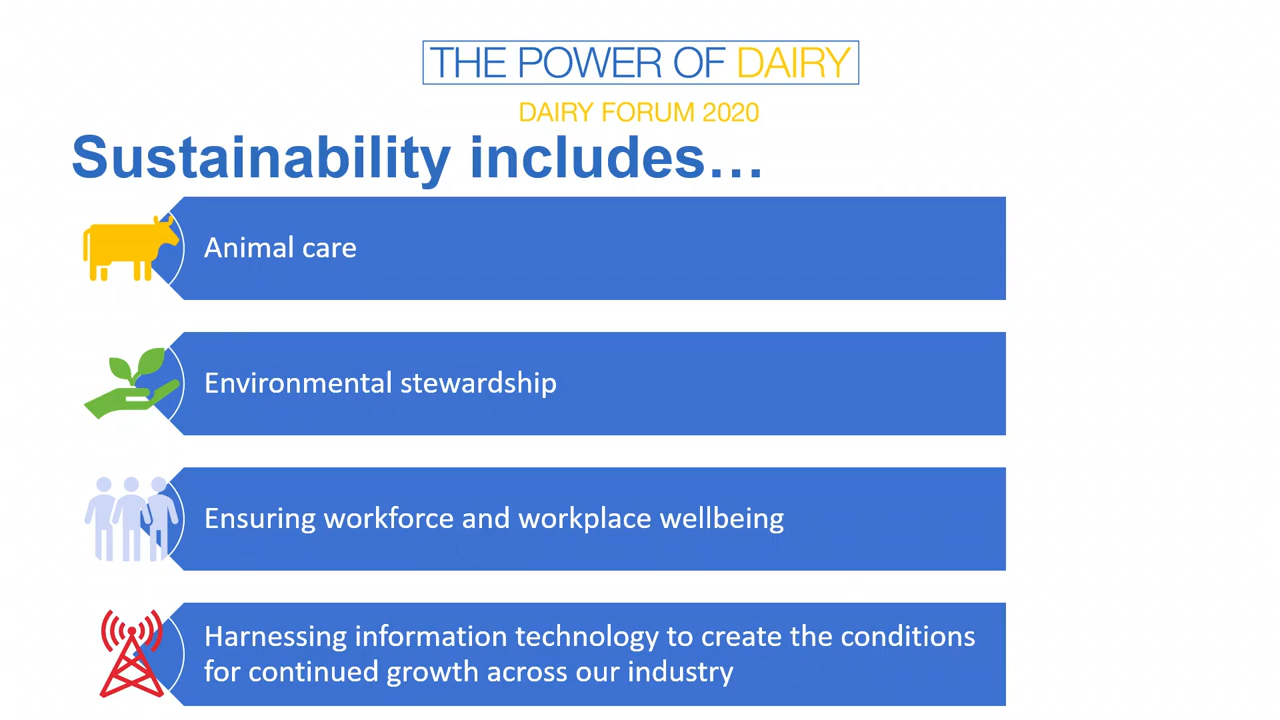 THE POWER OF DAIRY
DAIRY FORUM 2020
Sustainability includes…
Animal care
Environmental stewardship
Ensuring workforce and workplace wellbeing
Harnessing information technology to create the conditions
for continued growth across our industry